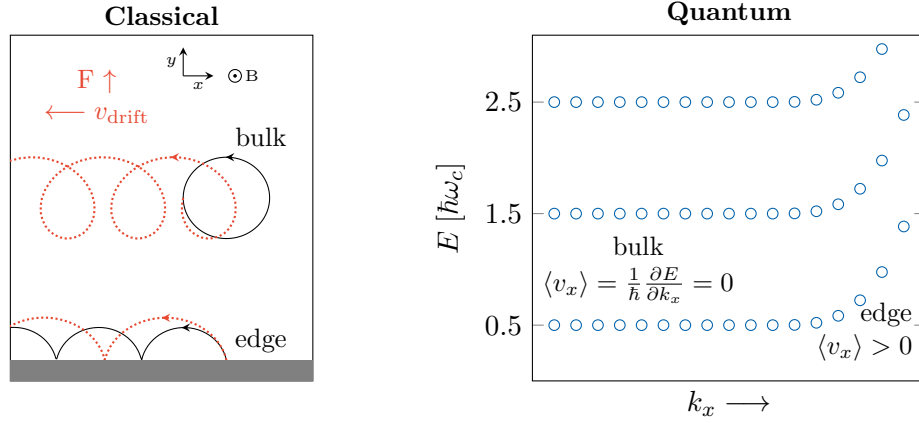 Classical
F ↑
← v_drift
y
x
⊙ B
bulk
edge
Quantum
E [ħω_c]
2.5
1.5
0.5
bulk
⟨v_x⟩ = 1/ħ ∂E/∂k_x = 0
edge
⟨v_x⟩ > 0
k_x ⟶